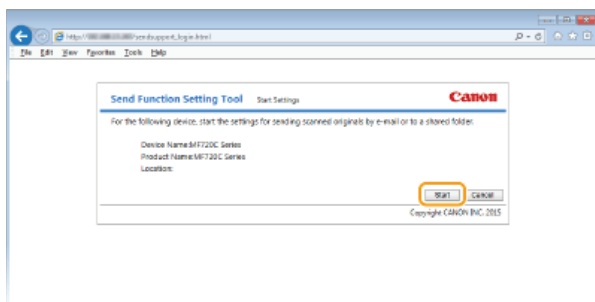 http:// /sendsupport_login.html
File Edit View Favorites Tools Help
Send Function Setting Tool Start Settings Canon
For the following device, start the settings for sending scanned originals by e-mail or to a shared folder.
Device Name:MF720C Series
Product Name:MF720C Series
Location:
Start Cancel
Copyright CANON INC. 2015